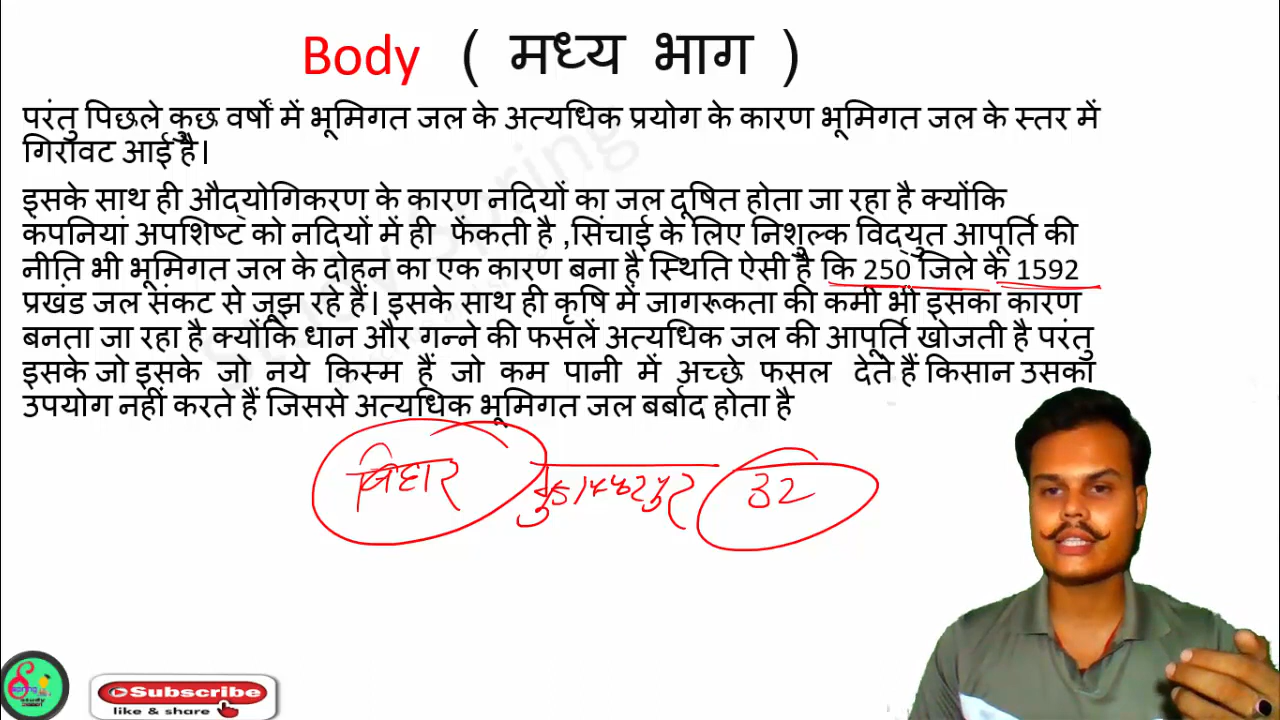 Body ( मध्य भाग )
परंतु पिछले कुछ वर्षों में भूमिगत जल के अत्यधिक प्रयोग के कारण भूमिगत जल के स्तर में
गिरावट आई है।
इसके साथ ही औद्योगिकरण के कारण नदियों का जल दूषित होता जा रहा है क्योंकि
कंपनियां अपशिष्ट को नदियों में ही फेंकती है ,सिंचाई के लिए निशुल्क विद्युत आपूर्ति की
नीति भी भूमिगत जल के दोहन का एक कारण बना है स्थिति ऐसी है कि 250 जिले के 1592
प्रखंड जल संकट से जूझ रहे हैं। इसके साथ ही कृषि में जागरूकता की कमी भी इसका कारण
बनता जा रहा है क्योंकि धान और गन्ने की फसलें अत्यधिक जल की आपूर्ति खोजती है परंतु
इसके जो इसके जो नये किस्म हैं जो कम पानी में अच्छे फसल देते हैं किसान उसका
उपयोग नहीं करते हैं जिससे अत्यधिक भूमिगत जल बर्बाद होता है
बिहार 32
Spring
study
Subscribe
like & share